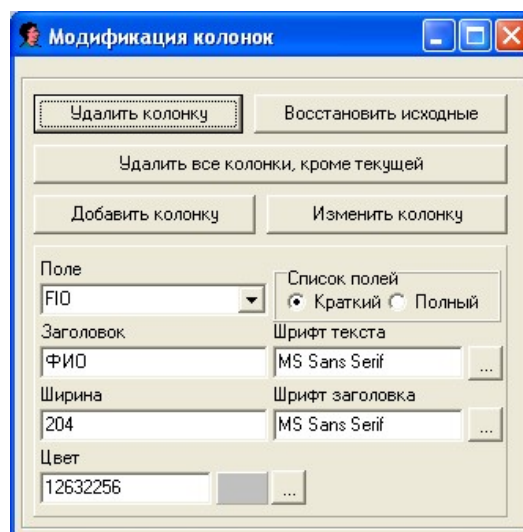 Модификация колонок
Удалить колонку Восстановить исходные
Удалить все колонки, кроме текущей
Добавить колонку Изменить колонку
Поле Список полей
FIO Краткий Полный
Заголовок Шрифт текста
ФИО MS Sans Serif ...
Ширина Шрифт заголовка
204 MS Sans Serif ...
Цвет
12632256 ...